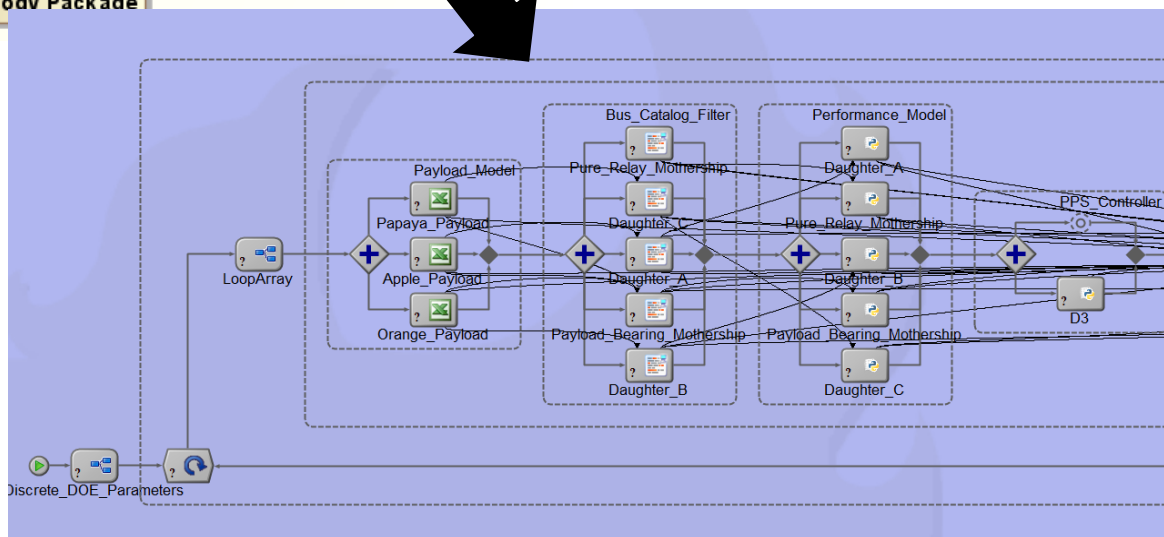 ody Package
Bus_Catalog_Filter
Performance_Model
Payload_Model
Pure_Relay_Mothership
Daughter_A
PPS_Controller
Papaya_Payload
Daughter_C
Pure_Relay_Mothership
LoopArray
Apple_Payload
Daughter_A
Daughter_B
D3
Orange_Payload
Payload_Bearing_Mothership
Payload_Bearing_Mothership
Daughter_B
Daughter_C
Discrete_DOE_Parameters